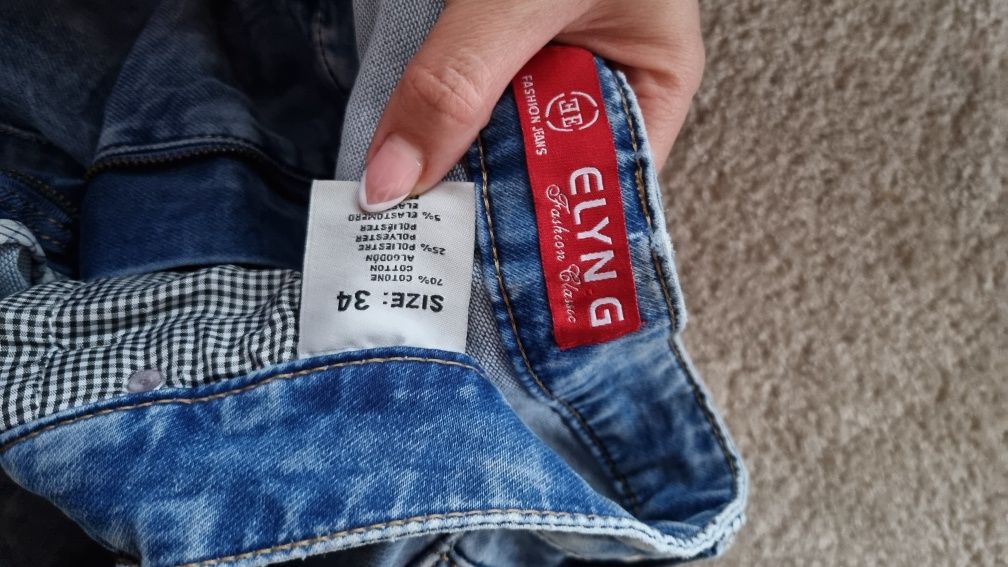 EE
FASHION JEANS
ELYN.G
Fashion Classic
SIZE: 34
70% COTONE
COTTON
ALGODÓN
25% POLIESTRE
POLYESTER
POLIÉSTER
5% ELASTOMERO